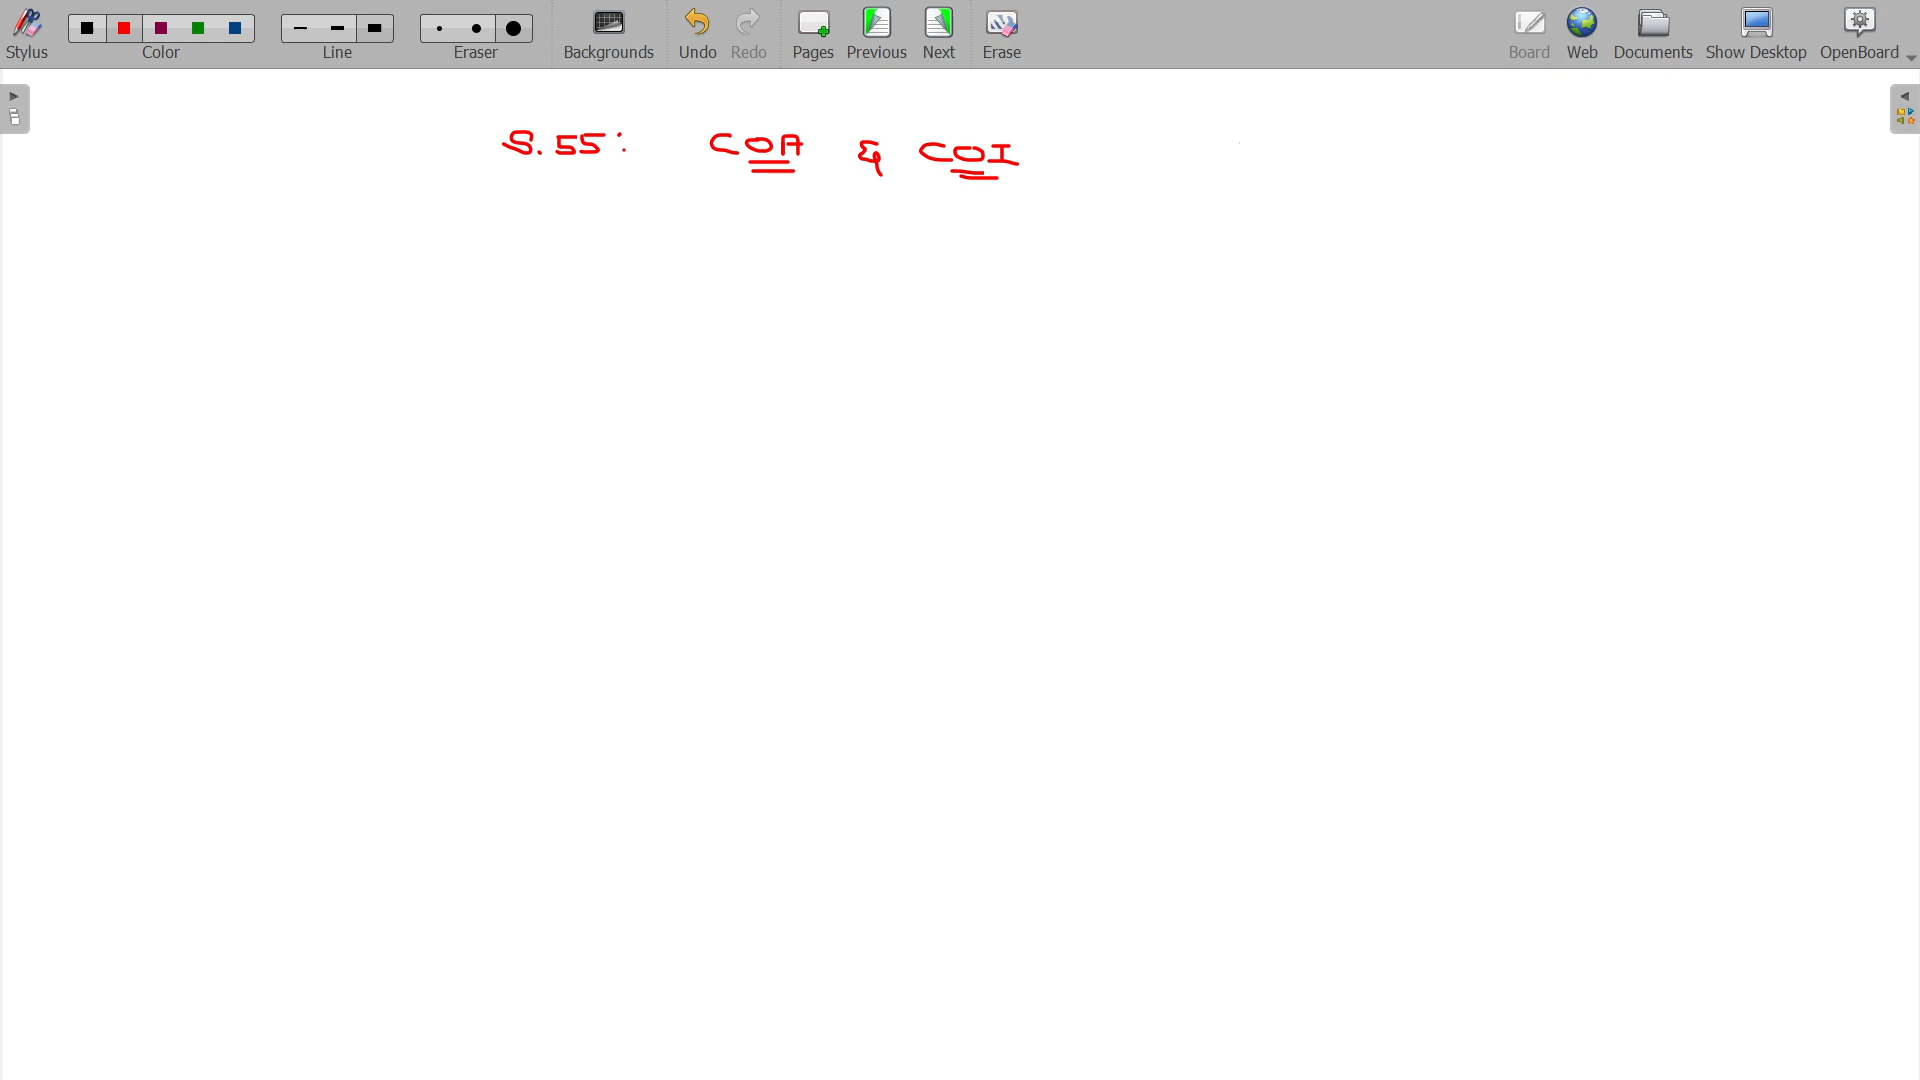 Stylus Color Line Eraser Backgrounds Undo Redo Pages Previous Next Erase Board Web Documents Show Desktop OpenBoard
S. 55: COA & COI